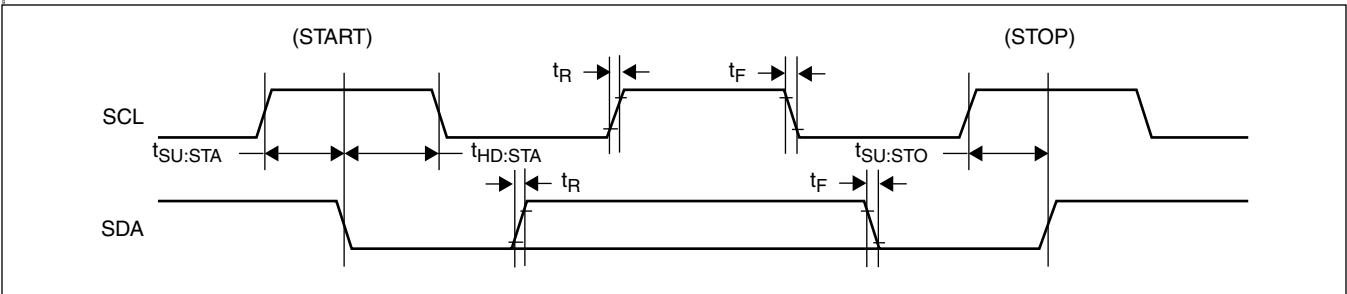 (START) (STOP)
tR tF
SCL
tSU:STA tHD:STA tSU:STO
tR tF
SDA